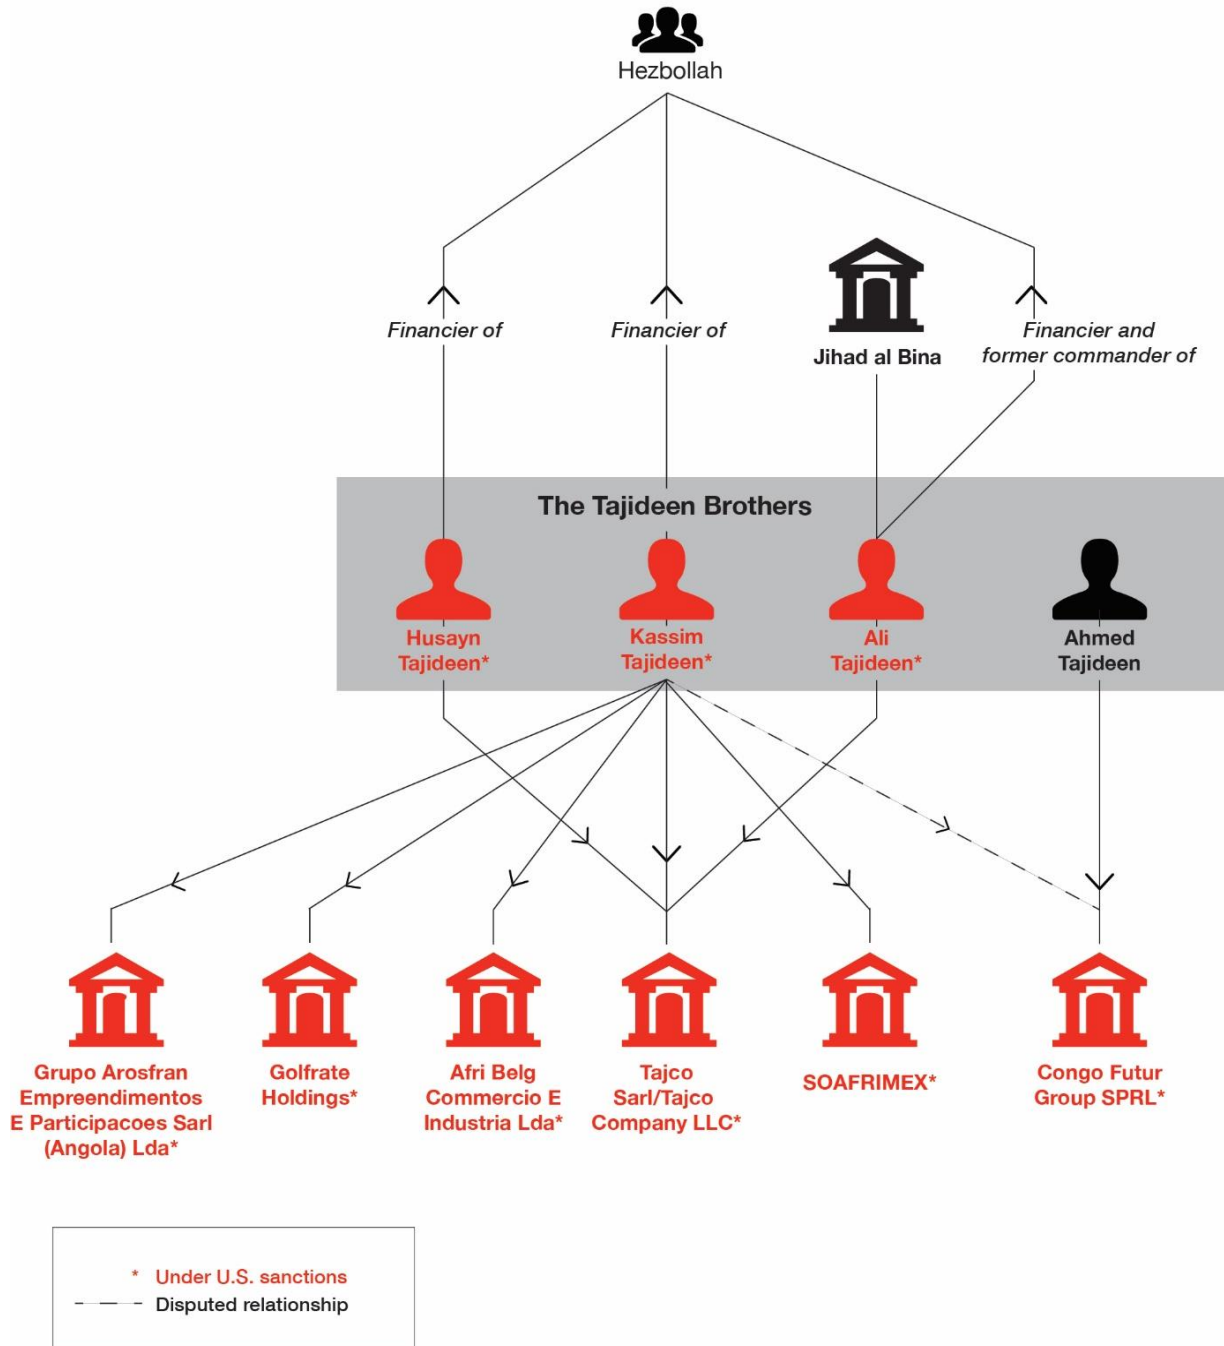 Hezbollah
Financier of
Financier of
Jihad al Bina
Financier and
former commander of
The Tajideen Brothers
Husayn
Tajideen*
Kassim
Tajideen*
Ali
Tajideen*
Ahmed
Tajideen
Grupo Arosfran
Empreendimentos
E Participacoes Sarl
(Angola) Lda*
Golfrate
Holdings*
Afri Belg
Commercio E
Industria Lda*
Tajco
Sarl/Tajco
Company LLC*
SOAFRIMEX*
Congo Futur
Group SPRL*
* Under U.S. sanctions
Disputed relationship